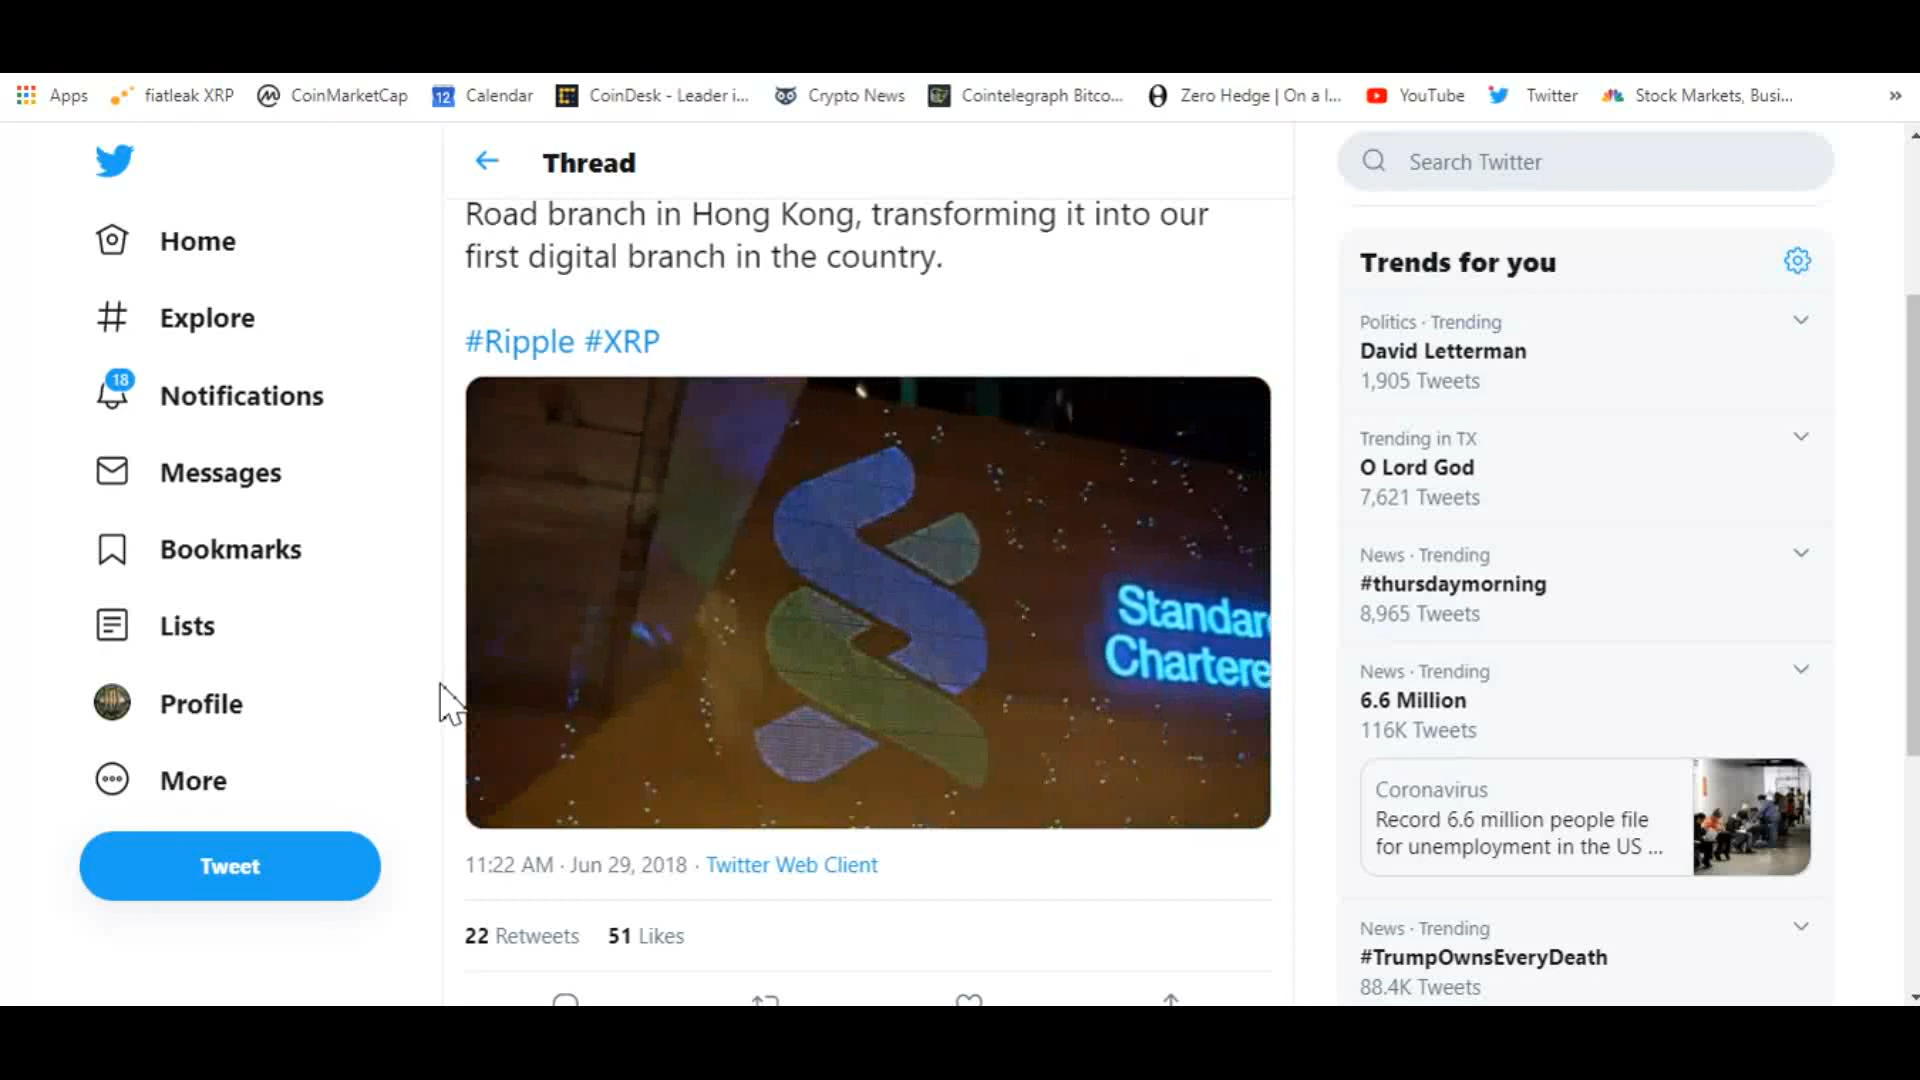 Apps
fiatleak XRP
CoinMarketCap
12
Calendar
CoinDesk - Leader i...
Crypto News
Cointelegraph Bitco...
Zero Hedge | On a l...
YouTube
Twitter
Stock Markets, Busi...
»
Home
Explore
18
Notifications
Messages
Bookmarks
Lists
Profile
More
Tweet
Thread
Road branch in Hong Kong, transforming it into our
first digital branch in the country.
#Ripple #XRP
Standar
Chartere
11:22 AM · Jun 29, 2018 · Twitter Web Client
22 Retweets 51 Likes
Search Twitter
Trends for you
Politics · Trending
David Letterman
1,905 Tweets
Trending in TX
O Lord God
7,621 Tweets
News · Trending
#thursdaymorning
8,965 Tweets
News · Trending
6.6 Million
116K Tweets
Coronavirus
Record 6.6 million people file
for unemployment in the US ...
News · Trending
#TrumpOwnsEveryDeath
88.4K Tweets